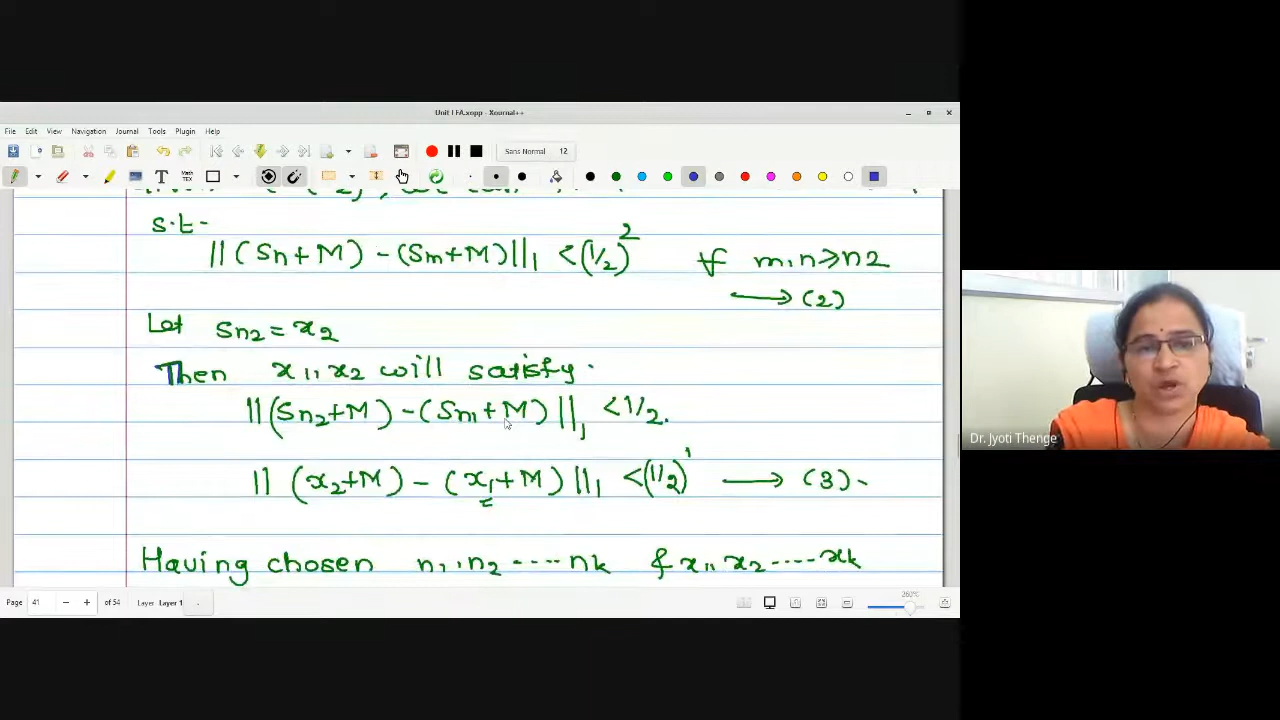 Unit I FA.xopp - Xournal++
File Edit View Navigation Journal Tools Plugin Help
Sans Normal 12
s.t.
||(Sn+M) - (Sm+M)||₁ < (1/2)² if m,n ≥ n2
⟶ (2)
Let Sn₂ = x₂
Then x₁, x₂ will satisfy.
||(Sn₂+M) - (Sm+M)||₁ < 1/2.
|| (x₂+M) - (x₁+M) ||₁ < (1/2)¹ ⟶ (3)
Having chosen n₁, n₂ ---- nk & x₁, x₂ ---- xk
Page 41 of 54 Layer Layer 1
260%
Dr. Jyoti Thenge